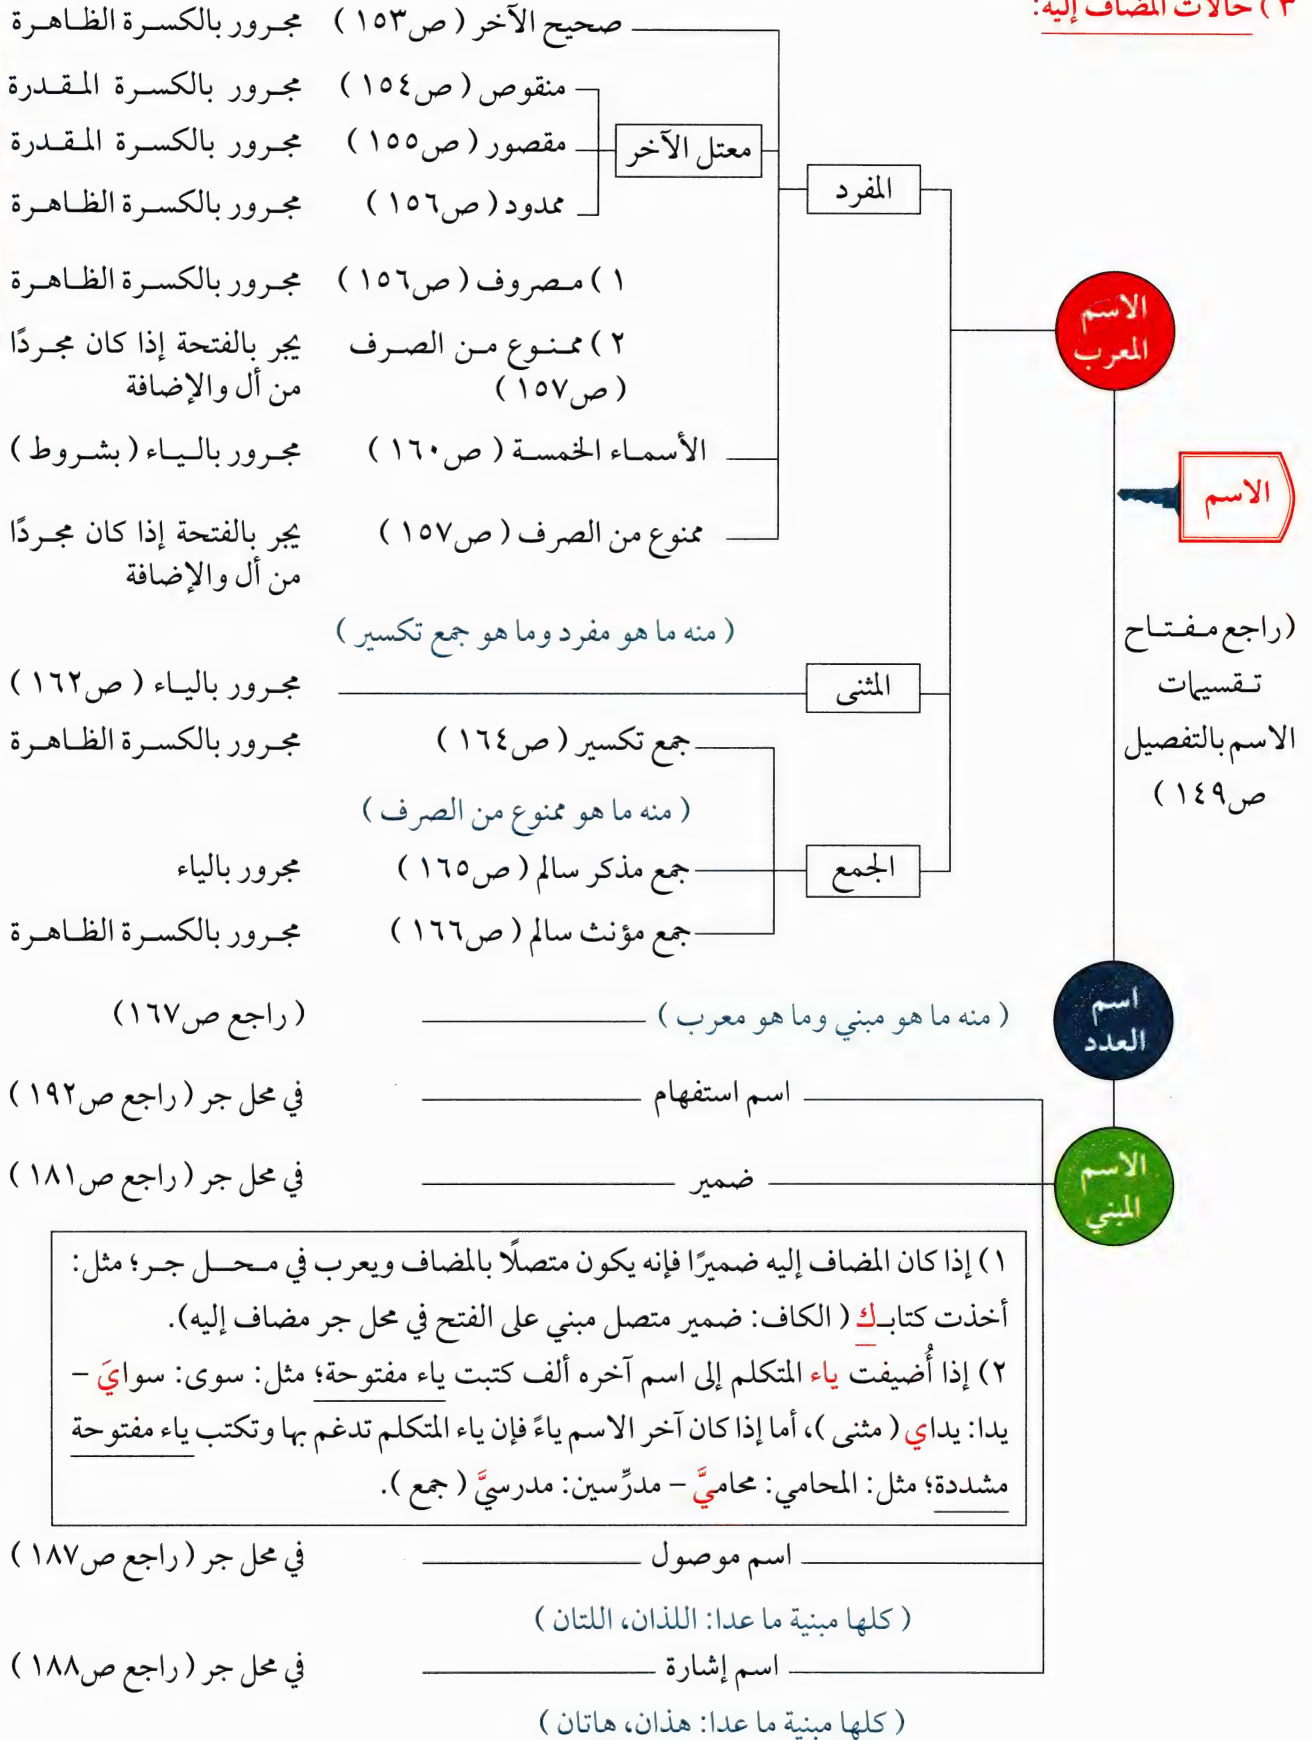 ٣ ) حالات المضاف إليه:
صحيح الآخر ( ص١٥٣ ) مجرور بالكسرة الظاهرة
منقوص ( ص١٥٤ ) مجرور بالكسرة المقدرة
معتل الآخر
مقصور ( ص١٥٥ ) مجرور بالكسرة المقدرة
المفرد
ممدود ( ص١٥٦ ) مجرور بالكسرة الظاهرة
١ ) مصروف ( ص١٥٦ ) مجرور بالكسرة الظاهرة
الاسم
المعرب
٢ ) ممنوع من الصرف يجر بالفتحة إذا كان مجردًا
( ص١٥٧ ) من أل والإضافة
الأسماء الخمسة ( ص١٦٠ ) مجرور بالياء ( بشروط )
الاسم
ممنوع من الصرف ( ص١٥٧ ) يجر بالفتحة إذا كان مجردًا
من أل والإضافة
( راجع مفتاح
تقسيمات
الاسم بالتفصيل
ص١٤٩ )
( منه ما هو مفرد وما هو جمع تكسير )
المثنى مجرور بالياء ( ص١٦٢ )
جمع تكسير ( ص١٦٤ ) مجرور بالكسرة الظاهرة
( منه ما هو ممنوع من الصرف )
الجمع
جمع مذكر سالم ( ص١٦٥ ) مجرور بالياء
جمع مؤنث سالم ( ص١٦٦ ) مجرور بالكسرة الظاهرة
اسم
العدد
( منه ما هو مبني وما هو معرب ) ( راجع ص١٦٧ )
اسم استفهام في محل جر ( راجع ص١٩٢ )
الاسم
المبني
ضمير في محل جر ( راجع ص١٨١ )
١ ) إذا كان المضاف إليه ضميرًا فإنه يكون متصلًا بالمضاف ويعرب في محل جر؛ مثل:
أخذت كتابـك ( الكاف: ضمير متصل مبني على الفتح في محل جر مضاف إليه).
٢) إذا أُضيفت ياء المتكلم إلى اسم آخره ألف كتبت ياء مفتوحة؛ مثل: سوى: سوايَ –
يدا: يداي ( مثنى )، أما إذا كان آخر الاسم ياءً فإن ياء المتكلم تدغم بها وتكتب ياء مفتوحة
مشددة؛ مثل: المحامي: محاميَّ – مدرِّسين: مدرسيَّ ( جمع ).
اسم موصول في محل جر ( راجع ص١٨٧ )
( كلها مبنية ما عدا: اللذان، اللتان )
اسم إشارة في محل جر ( راجع ص١٨٨ )
( كلها مبنية ما عدا: هذان، هاتان )